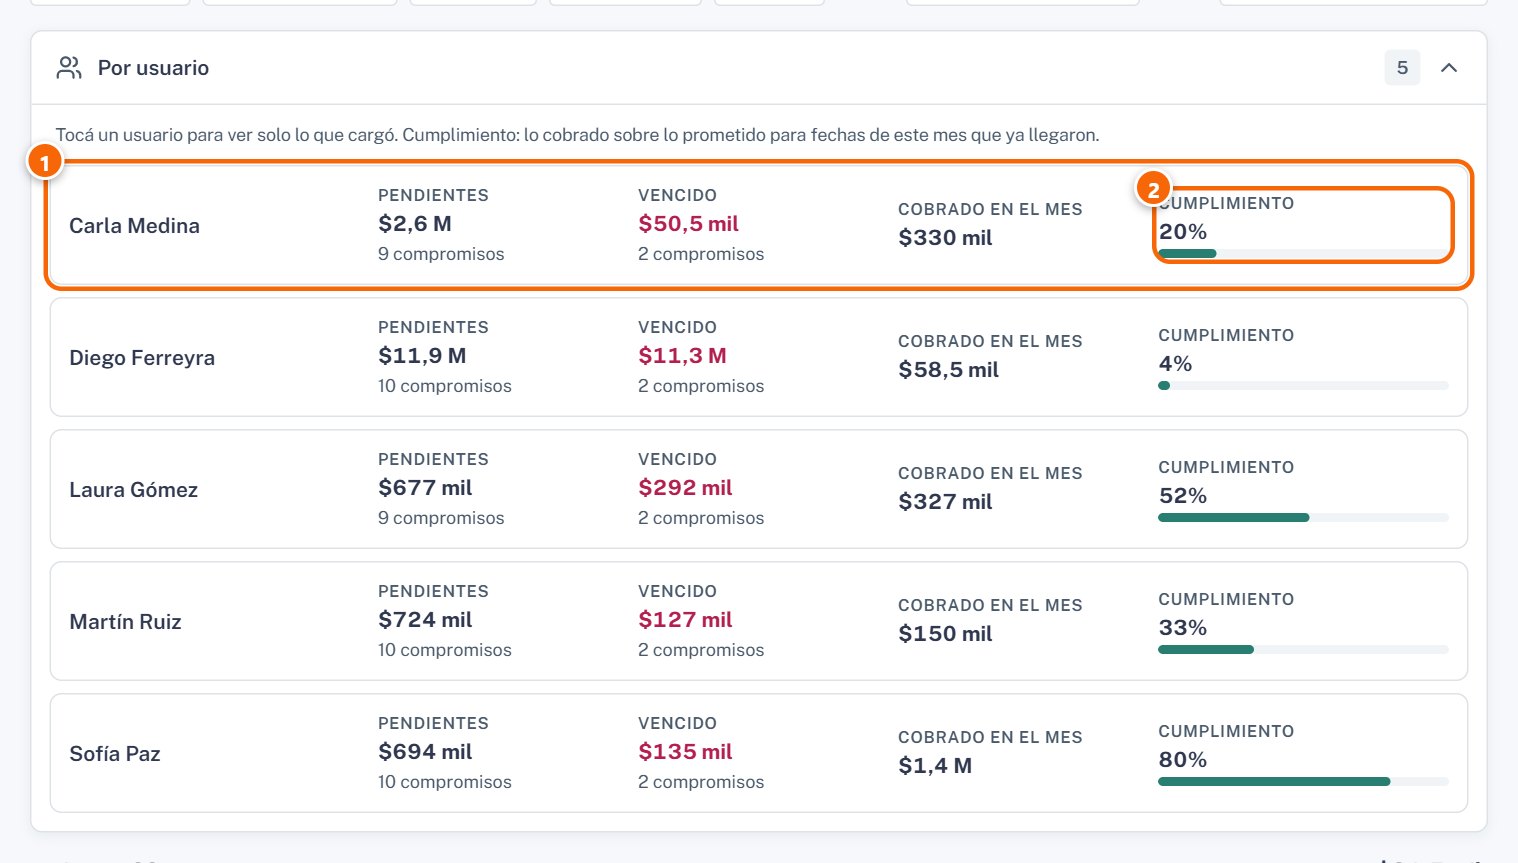 Por usuario
5
Tocá un usuario para ver solo lo que cargó. Cumplimiento: lo cobrado sobre lo prometido para fechas de este mes que ya llegaron.
1
2
Carla Medina
PENDIENTES
$2,6 M
9 compromisos
VENCIDO
$50,5 mil
2 compromisos
COBRADO EN EL MES
$330 mil
CUMPLIMIENTO
20%
Diego Ferreyra
PENDIENTES
$11,9 M
10 compromisos
VENCIDO
$11,3 M
2 compromisos
COBRADO EN EL MES
$58,5 mil
CUMPLIMIENTO
4%
Laura Gómez
PENDIENTES
$677 mil
9 compromisos
VENCIDO
$292 mil
2 compromisos
COBRADO EN EL MES
$327 mil
CUMPLIMIENTO
52%
Martín Ruiz
PENDIENTES
$724 mil
10 compromisos
VENCIDO
$127 mil
2 compromisos
COBRADO EN EL MES
$150 mil
CUMPLIMIENTO
33%
Sofía Paz
PENDIENTES
$694 mil
10 compromisos
VENCIDO
$135 mil
2 compromisos
COBRADO EN EL MES
$1,4 M
CUMPLIMIENTO
80%